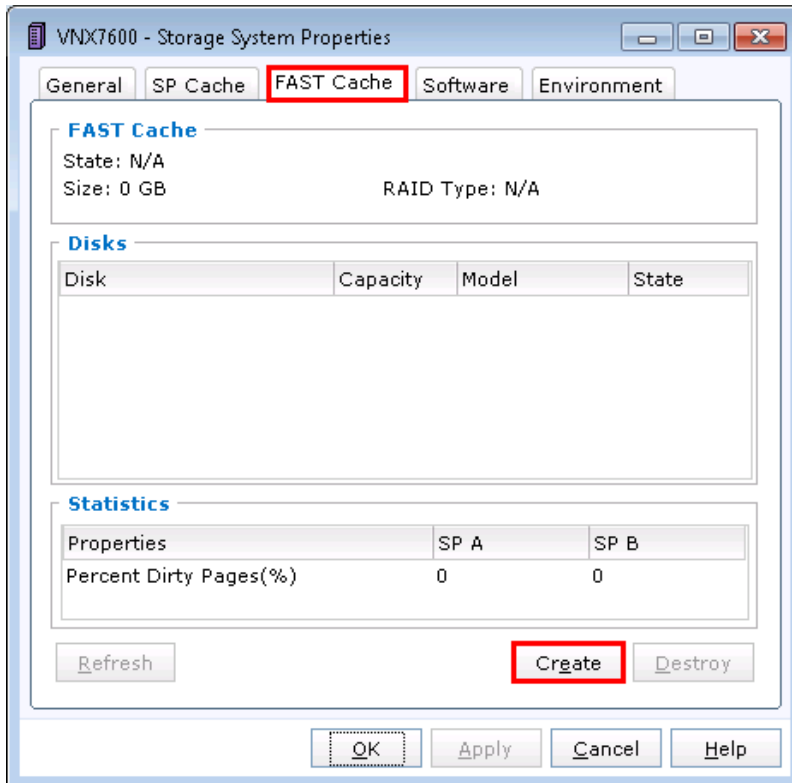 VNX7600 - Storage System Properties
General SP Cache FAST Cache Software Environment
FAST Cache
State: N/A
Size: 0 GB RAID Type: N/A
Disks
Disk Capacity Model State
Statistics
Properties SP A SP B
Percent Dirty Pages(%) 0 0
Refresh Create Destroy
OK Apply Cancel Help